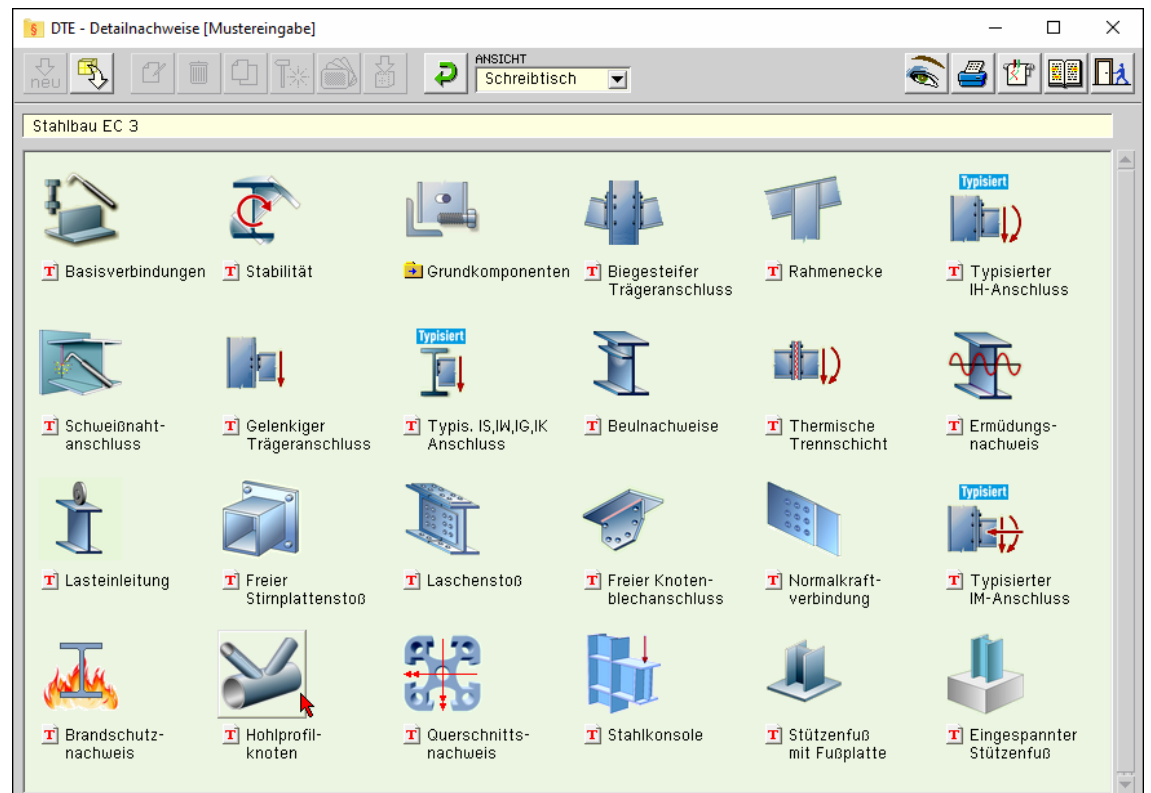 § DTE - Detailnachweise [Mustereingabe]
neu
ANSICHT
Schreibtisch
Stahlbau EC 3
T Basisverbindungen
T Stabilität
Grundkomponenten
T Biegesteifer
Trägeranschluss
T Rahmenecke
Typisiert
T Typisierter
IH-Anschluss
T Schweißnaht-
anschluss
T Gelenkiger
Trägeranschluss
Typisiert
T Typis. IS,IW,IG,IK
Anschluss
T Beulnachweise
T Thermische
Trennschicht
T Ermüdungs-
nachweis
T Lasteinleitung
T Freier
Stirnplattenstoß
T Laschenstoß
T Freier Knoten-
blechanschluss
T Normalkraft-
verbindung
Typisiert
T Typisierter
IM-Anschluss
T Brandschutz-
nachweis
T Hohlprofil-
knoten
T Querschnitts-
nachweis
T Stahlkonsole
T Stützenfuß
mit Fußplatte
T Eingespannter
Stützenfuß